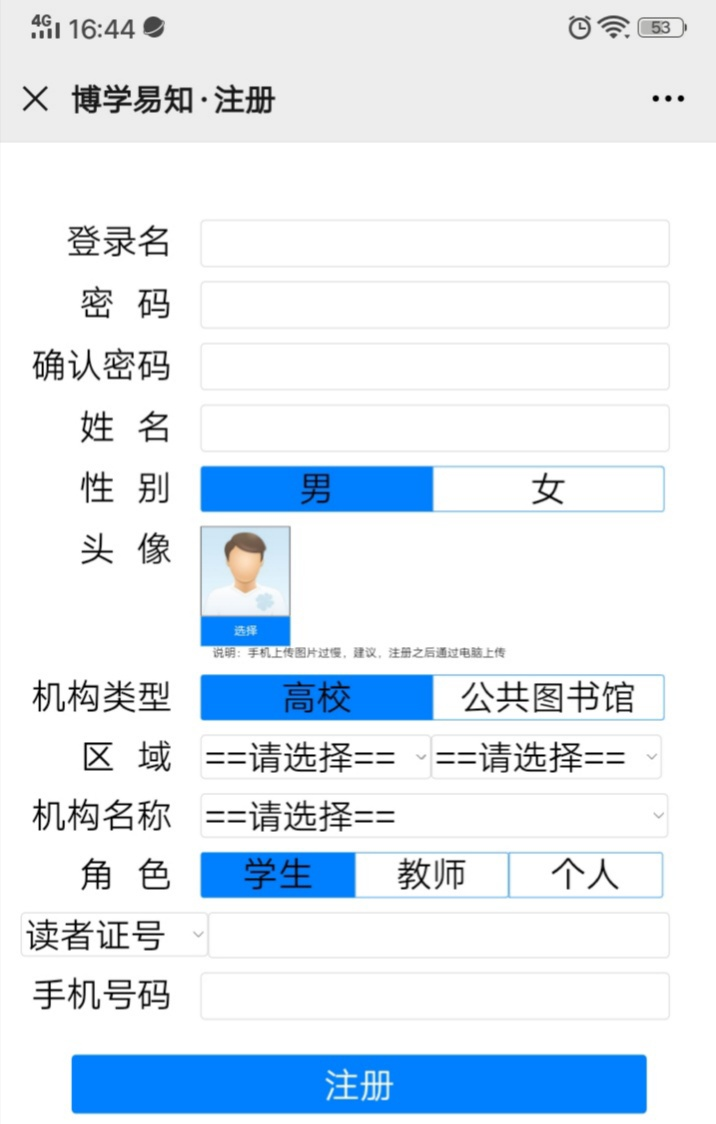 4G 16:44 53
博学易知·注册
登录名
密 码
确认密码
姓 名
性 别 男 女
头 像
选择
说明：手机上传图片过慢，建议，注册之后通过电脑上传
机构类型 高校 公共图书馆
区 域 ==请选择== ==请选择==
机构名称 ==请选择==
角 色 学生 教师 个人
读者证号
手机号码
注册